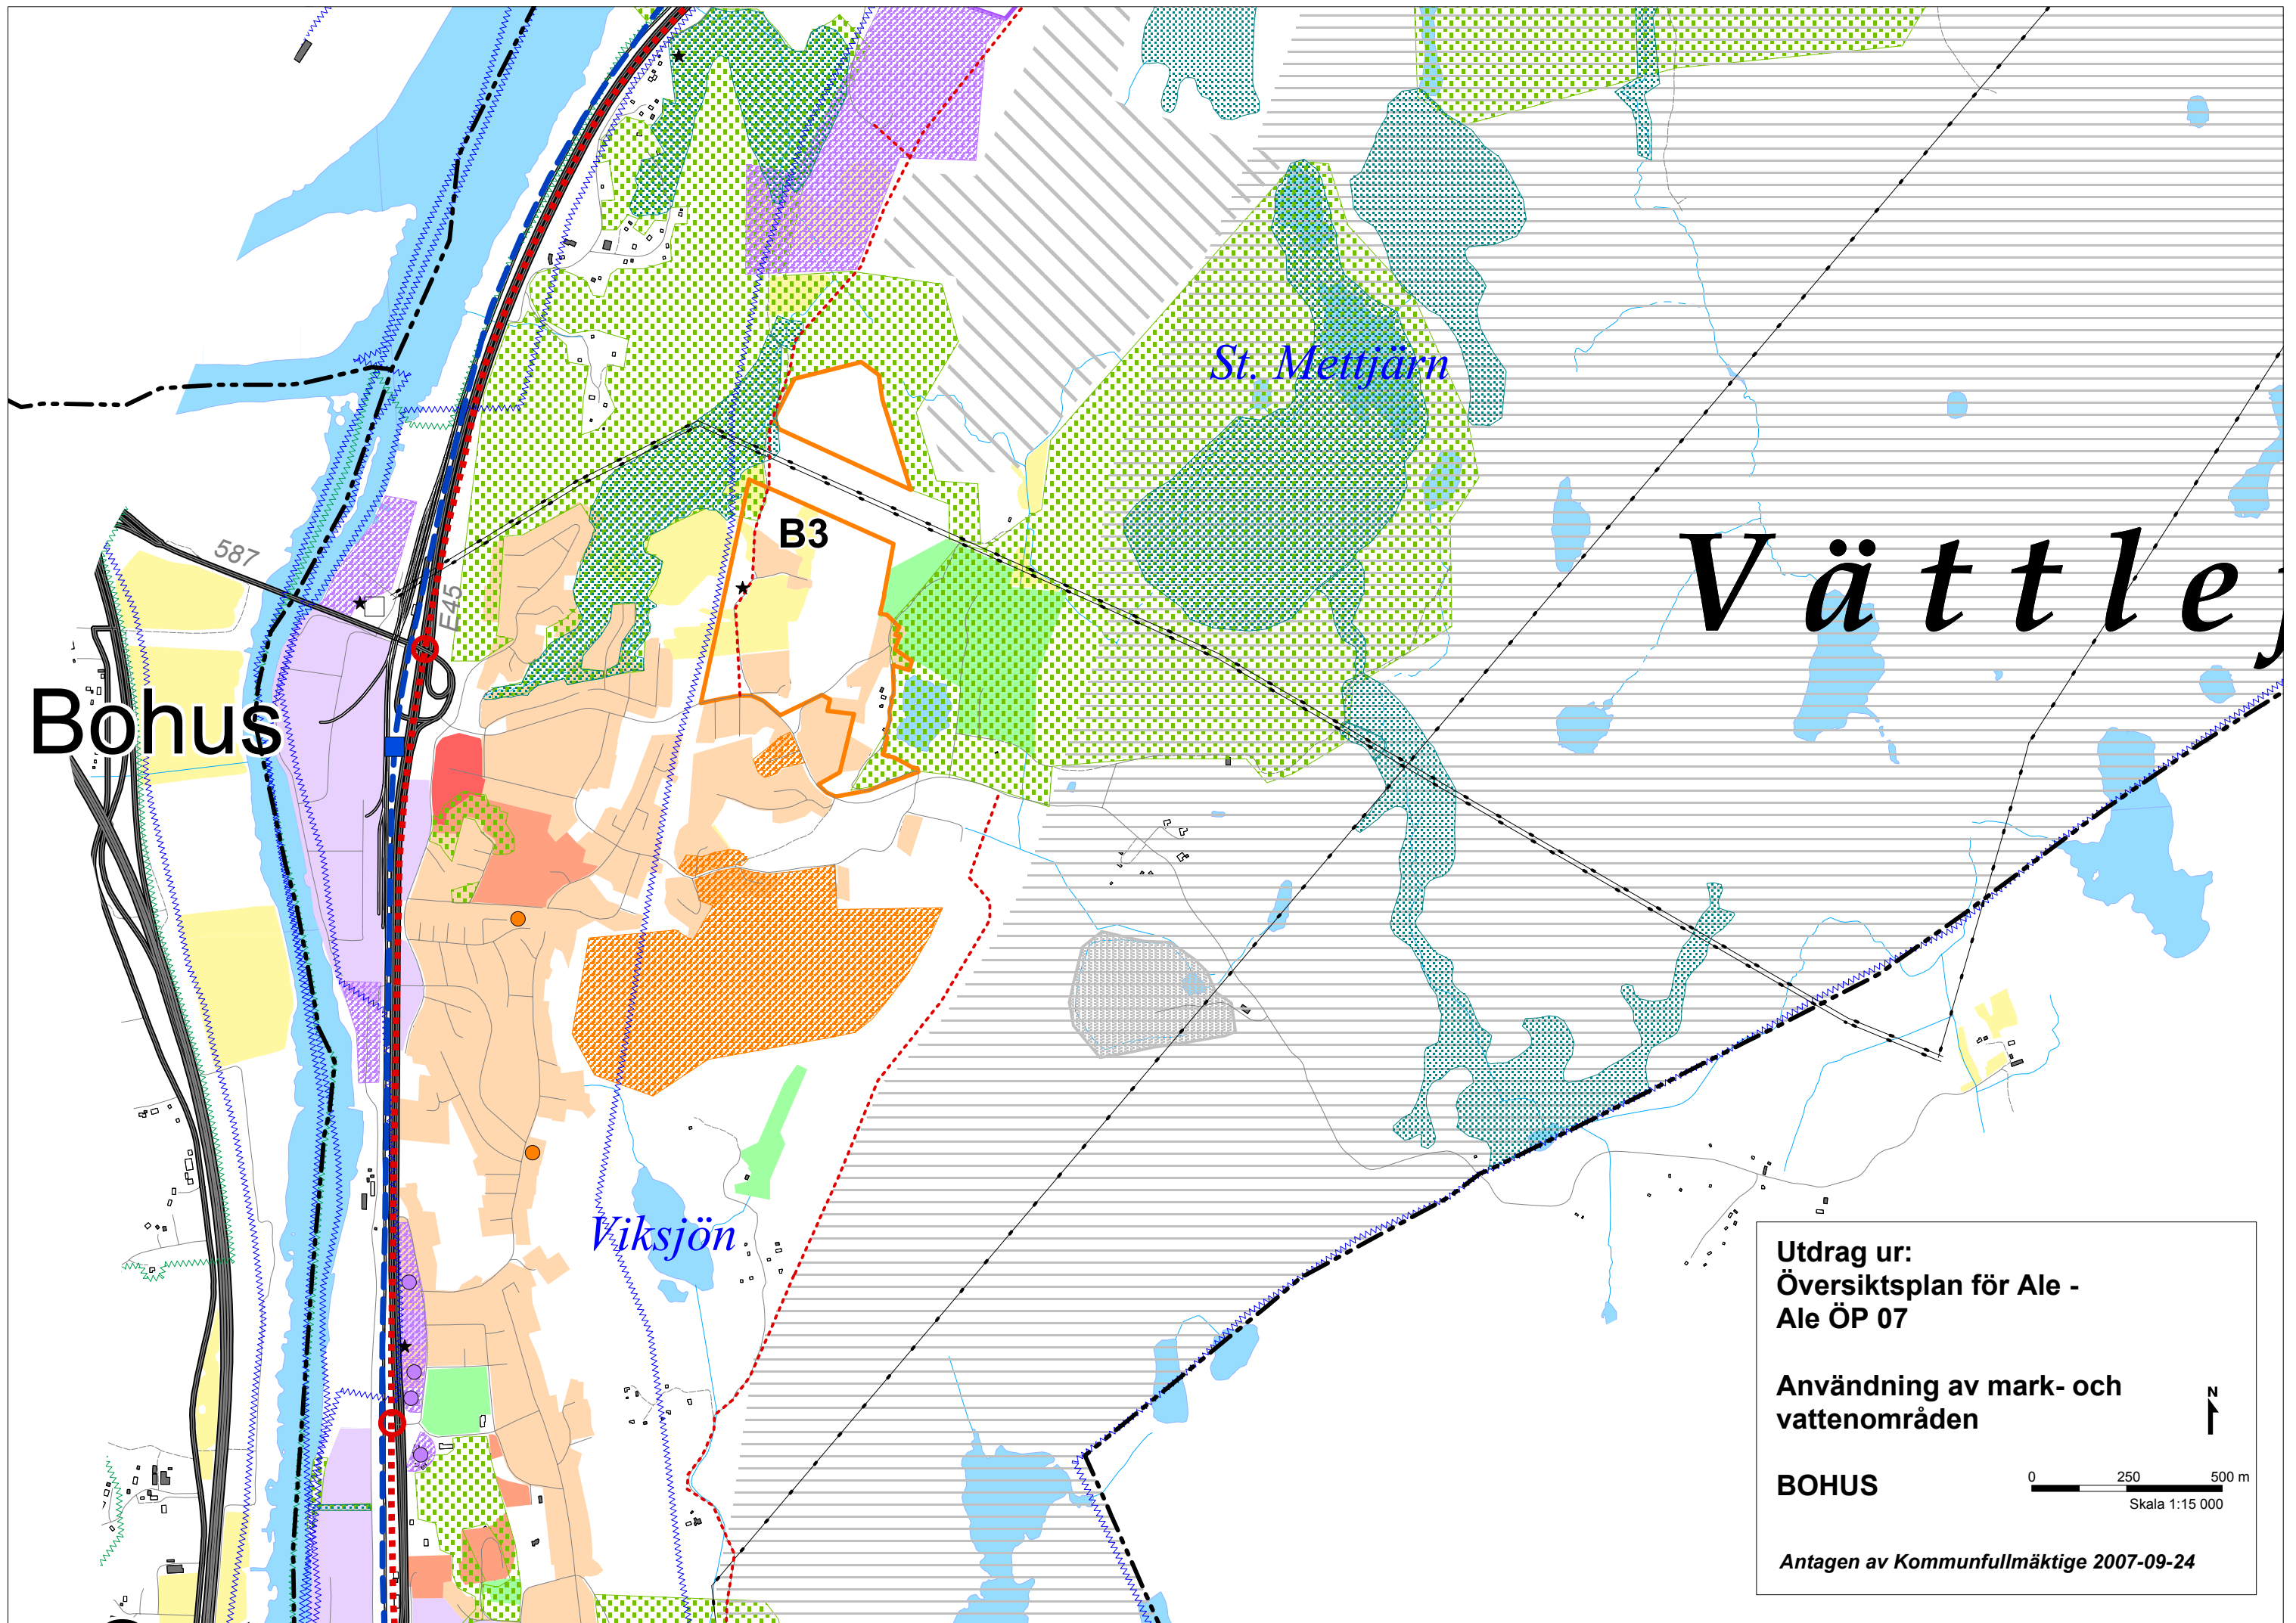 St. Mettjärn
B3
587
E45
Vättle
Bohus
Viksjön
Utdrag ur:
Översiktsplan för Ale -
Ale ÖP 07
Användning av mark- och
vattenområden
N
BOHUS
0 250 500 m
Skala 1:15 000
Antagen av Kommunfullmäktige 2007-09-24